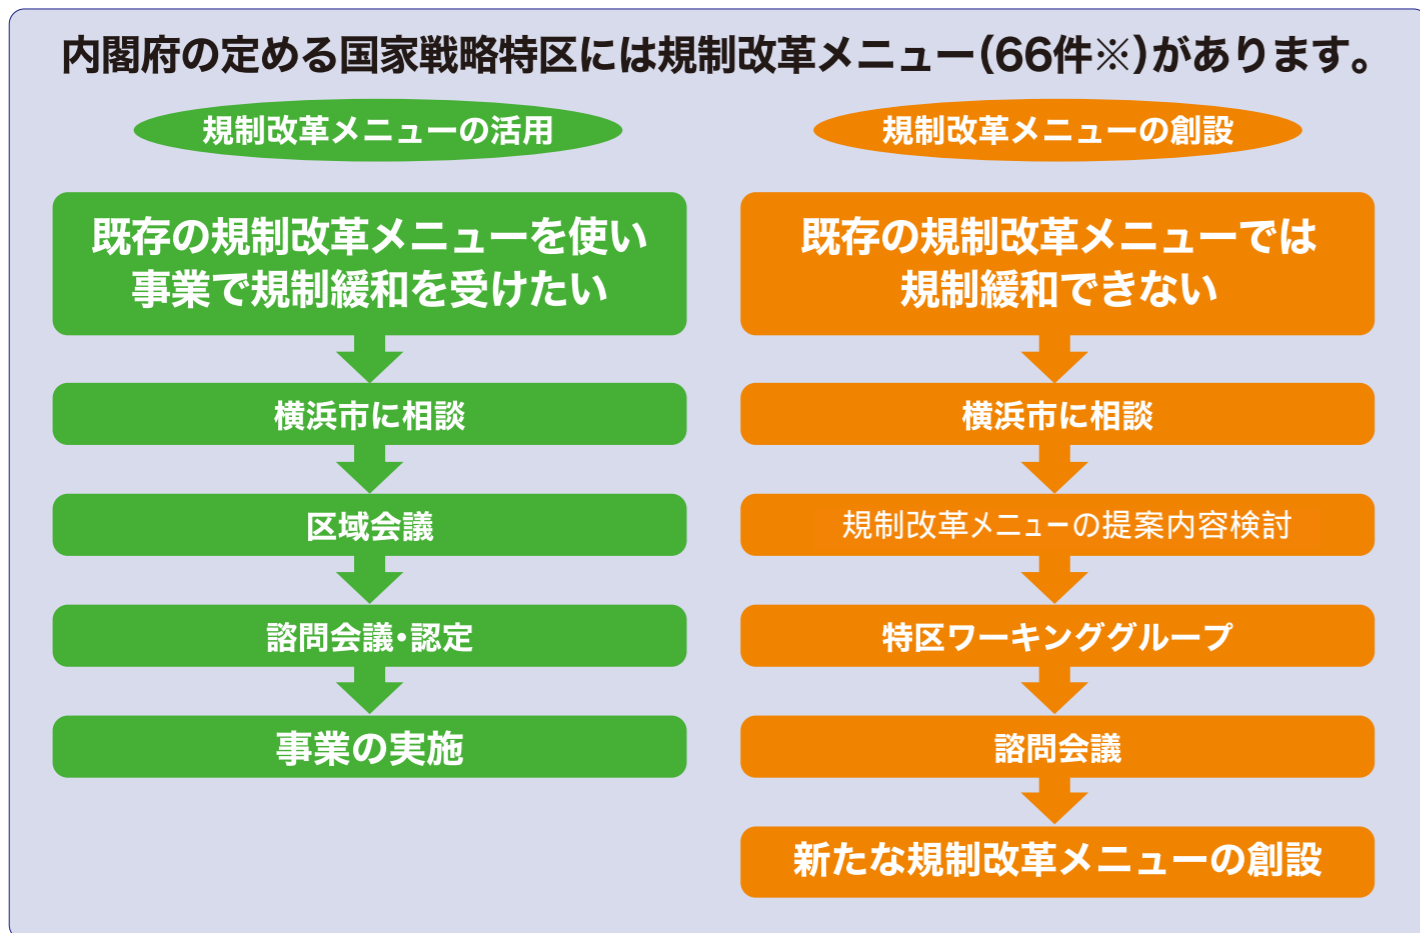 内閣府の定める国家戦略特区には規制改革メニュー(66件※)があります。
規制改革メニューの活用
既存の規制改革メニューを使い
事業で規制緩和を受けたい
横浜市に相談
区域会議
諮問会議・認定
事業の実施
規制改革メニューの創設
既存の規制改革メニューでは
規制緩和できない
横浜市に相談
規制改革メニューの提案内容検討
特区ワーキンググループ
諮問会議
新たな規制改革メニューの創設